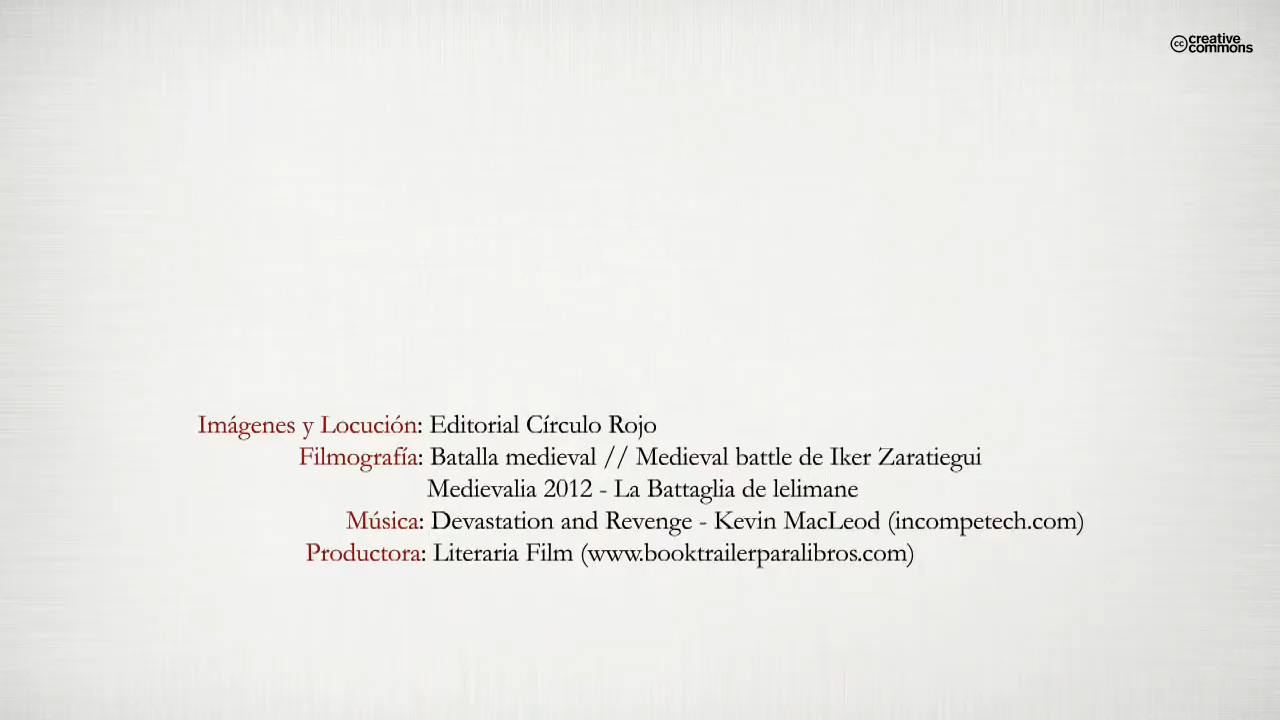 creative
commons
Imágenes y Locución: Editorial Círculo Rojo
Filmografía: Batalla medieval // Medieval battle de Iker Zaratiegui
Medievalia 2012 - La Battaglia de lelimane
Música: Devastation and Revenge - Kevin MacLeod (incompetech.com)
Productora: Literaria Film (www.booktrailerparalibros.com)